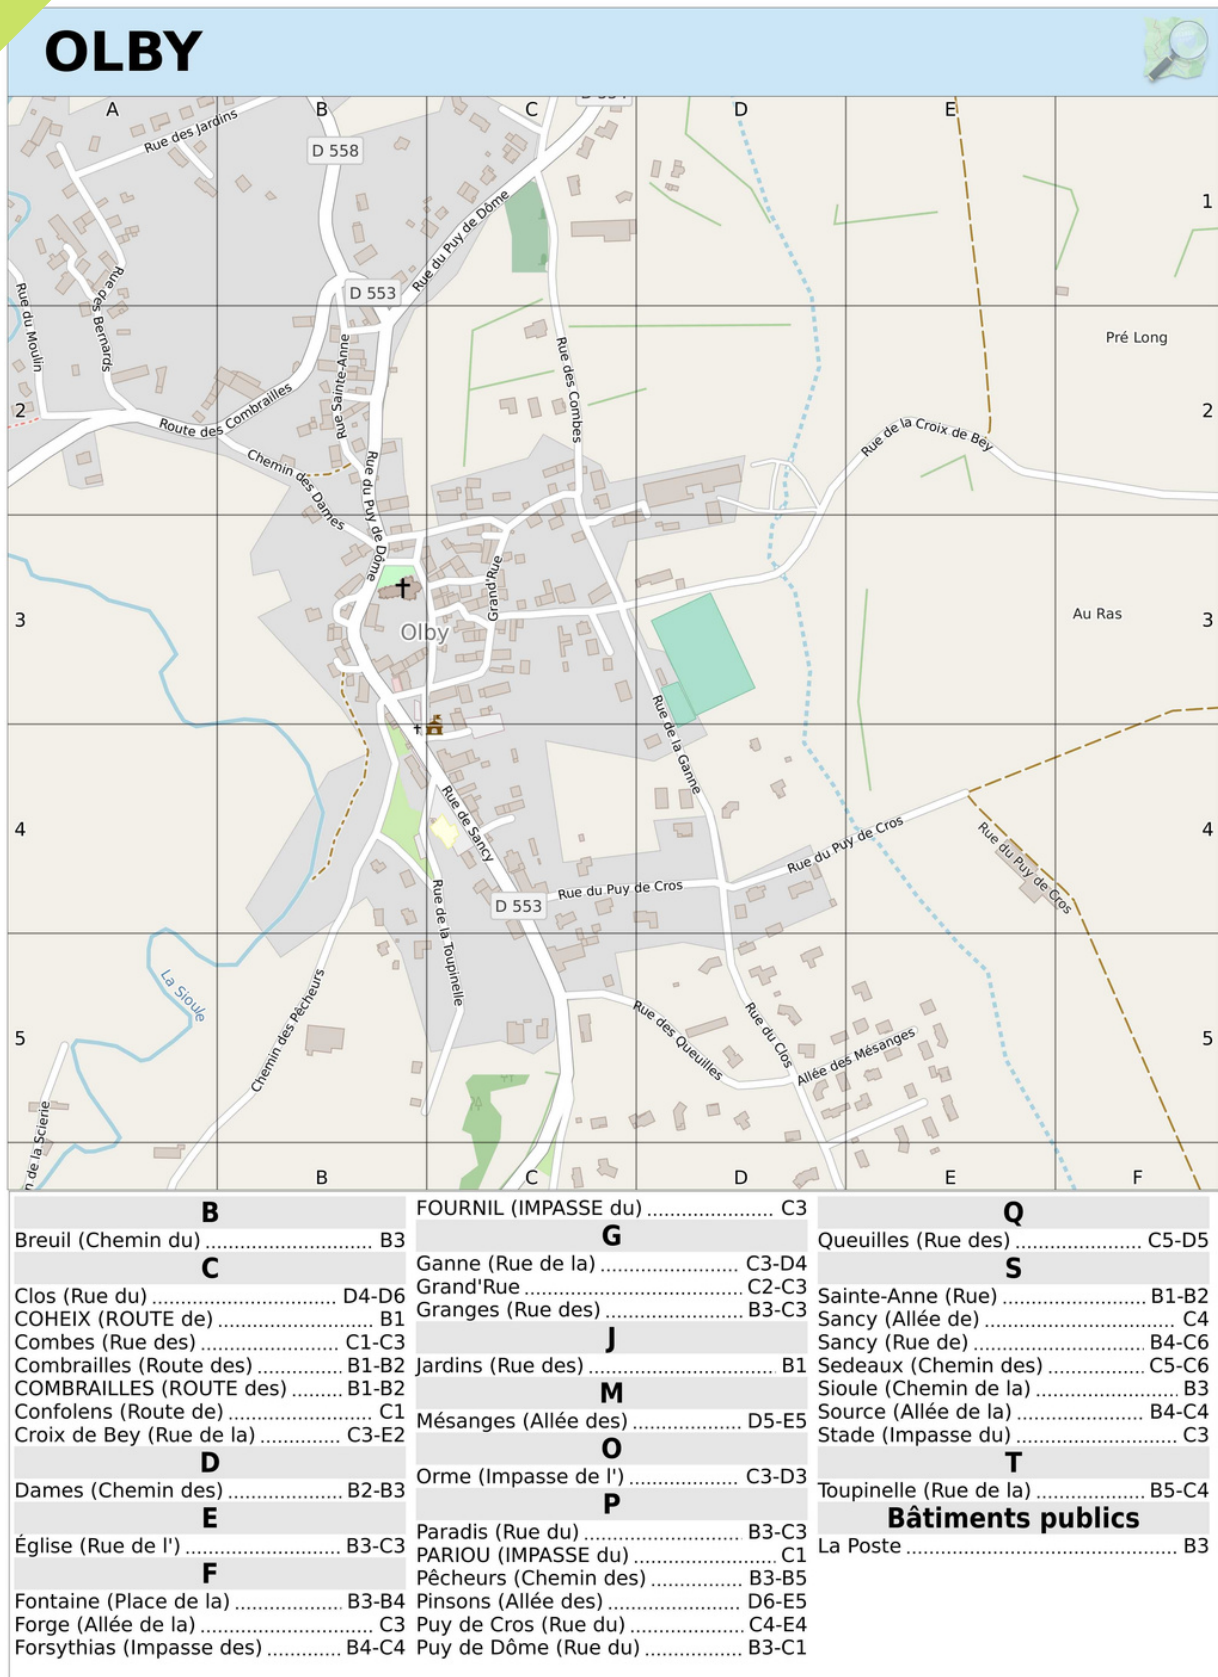 OLBY
A
B
C
D
E
D 558
Rue des Jardins
1
Rue du Puy de Dôme
D 553
Rue des Bernards
Rue du Moulin
Pré Long
Rue Sainte-Anne
Rue des Combes
2
2
Route des Combrailles
Rue de la Croix de Bey
Chemin des Dames
Rue du Puy de Dôme
Grand'Rue
3
Olby
Au Ras
3
Rue de la Ganne
4
Rue de Sancy
Rue du Puy de Cros
Rue du Puy de Cros
4
Rue du Puy de Cros
D 553
Rue de la Toupinelle
La Sioule
Chemin des Pêcheurs
5
Rue des Queuilles
Rue du Clos
Allée des Mésanges
5
n de la Scierie
B
C
D
E
F
B
Breuil (Chemin du) ............................. B3
C
Clos (Rue du) ................................ D4-D6
COHEIX (ROUTE de) ........................... B1
Combes (Rue des) ......................... C1-C3
Combrailles (Route des) ................ B1-B2
COMBRAILLES (ROUTE des) ......... B1-B2
Confolens (Route de) ......................... C1
Croix de Bey (Rue de la) .............. C3-E2
D
Dames (Chemin des) .................... B2-B3
E
Église (Rue de l') ............................ B3-C3
F
Fontaine (Place de la) ................... B3-B4
Forge (Allée de la) .............................. C3
Forsythias (Impasse des) ............. B4-C4
FOURNIL (IMPASSE du) ...................... C3
G
Ganne (Rue de la) .......................... C3-D4
Grand'Rue ...................................... C2-C3
Granges (Rue des) ......................... B3-C3
J
Jardins (Rue des) ................................ B1
M
Mésanges (Allée des) .................... D5-E5
O
Orme (Impasse de l') .................... C3-D3
P
Paradis (Rue du) ............................ B3-C3
PARIOU (IMPASSE du) ......................... C1
Pêcheurs (Chemin des) ................ B3-B5
Pinsons (Allée des) ....................... D6-E5
Puy de Cros (Rue du) .................... C4-E4
Puy de Dôme (Rue du) ................. B3-C1
Q
Queuilles (Rue des) ...................... C5-D5
S
Sainte-Anne (Rue) .......................... B1-B2
Sancy (Allée de) .................................. C4
Sancy (Rue de) ............................... B4-C6
Sedeaux (Chemin des) .................. C5-C6
Sioule (Chemin de la) .......................... B3
Source (Allée de la) ....................... B4-C4
Stade (Impasse du) ............................. C3
T
Toupinelle (Rue de la) .................... B5-C4
Bâtiments publics
La Poste ............................................... B3